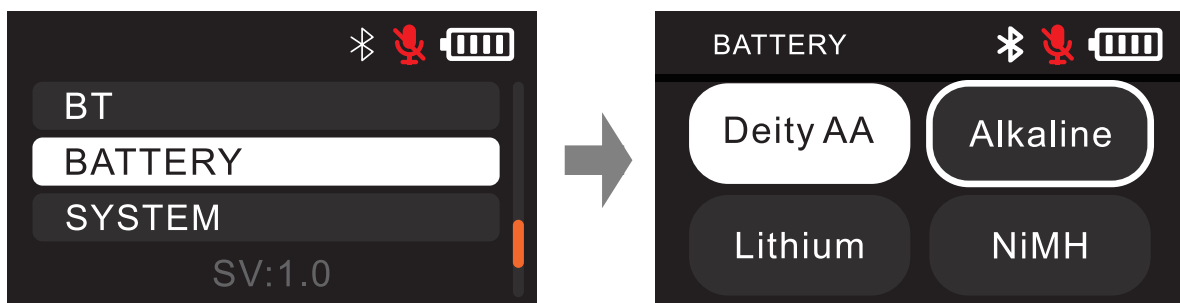 BT
BATTERY
SYSTEM
SV:1.0
BATTERY
Deity AA
Alkaline
Lithium
NiMH